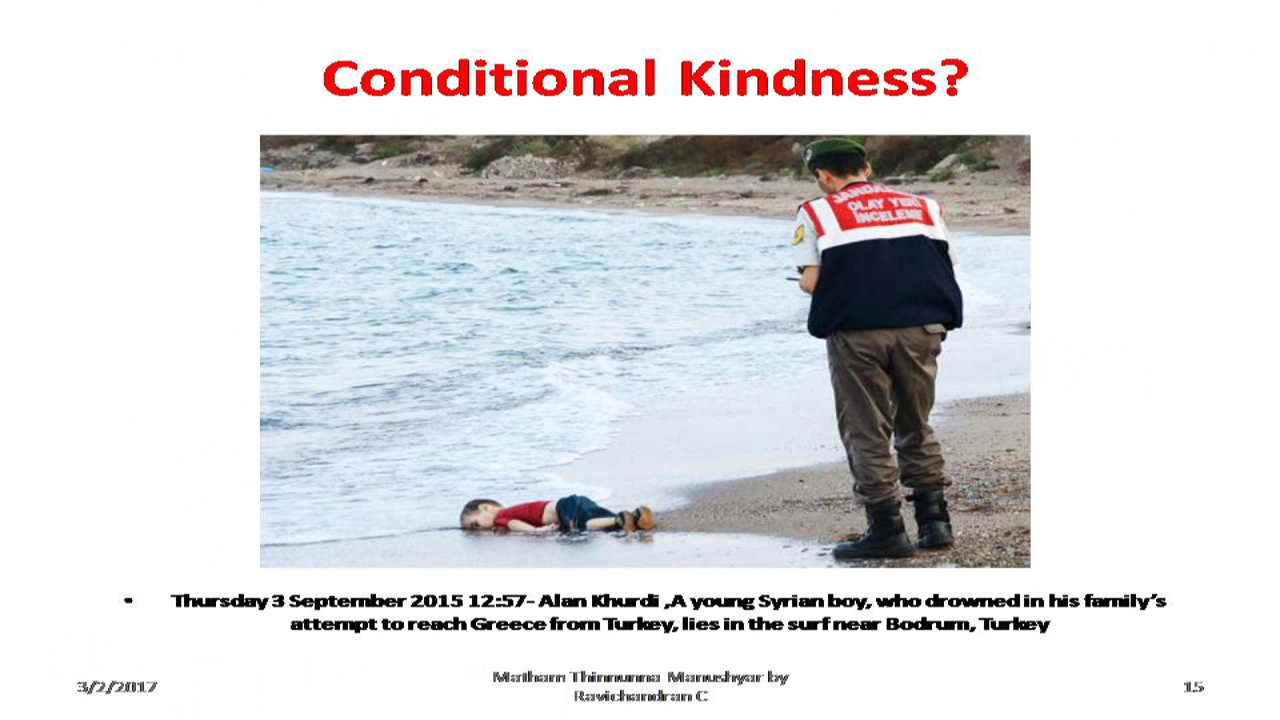 Conditional Kindness?
JANDARMA
OLAY YERİ
İNCELEME
• Thursday 3 September 2015 12:57- Alan Khurdi ,A young Syrian boy, who drowned in his family's
attempt to reach Greece from Turkey, lies in the surf near Bodrum, Turkey
3/2/2017
Matham Thinnunna Manushyar by
Ravichandran C
15